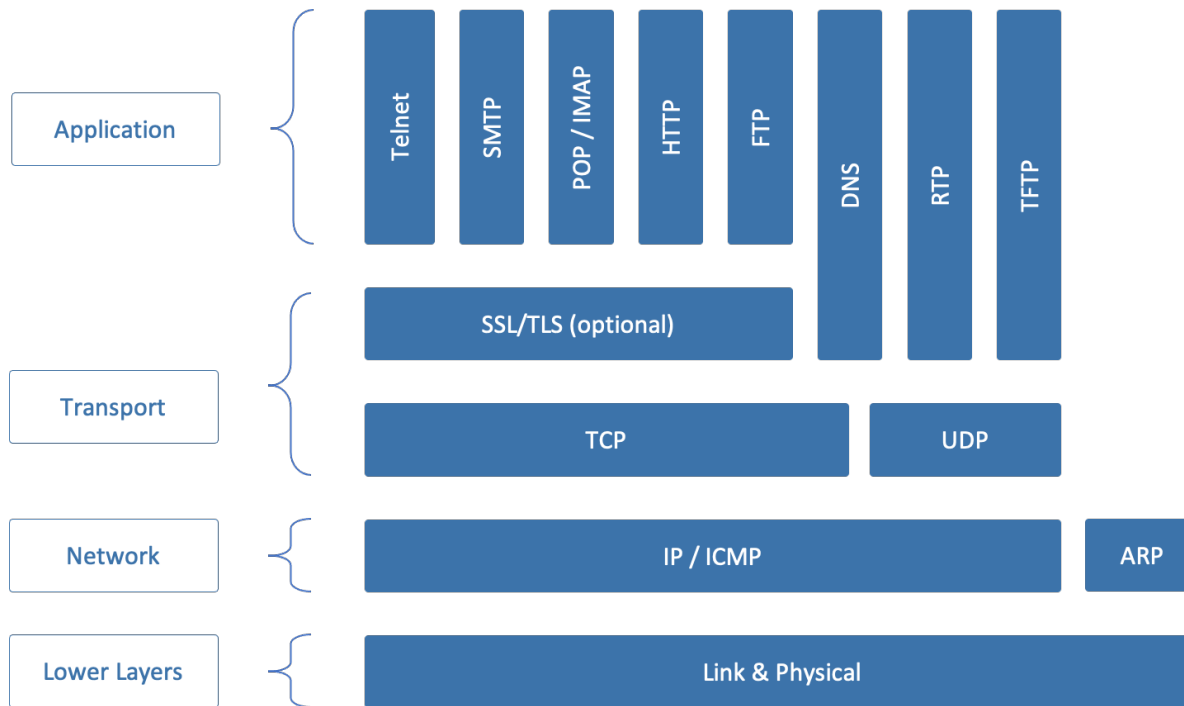 Application
Telnet
SMTP
POP / IMAP
HTTP
FTP
DNS
RTP
TFTP
SSL/TLS (optional)
Transport
TCP
UDP
Network
IP / ICMP
ARP
Lower Layers
Link & Physical